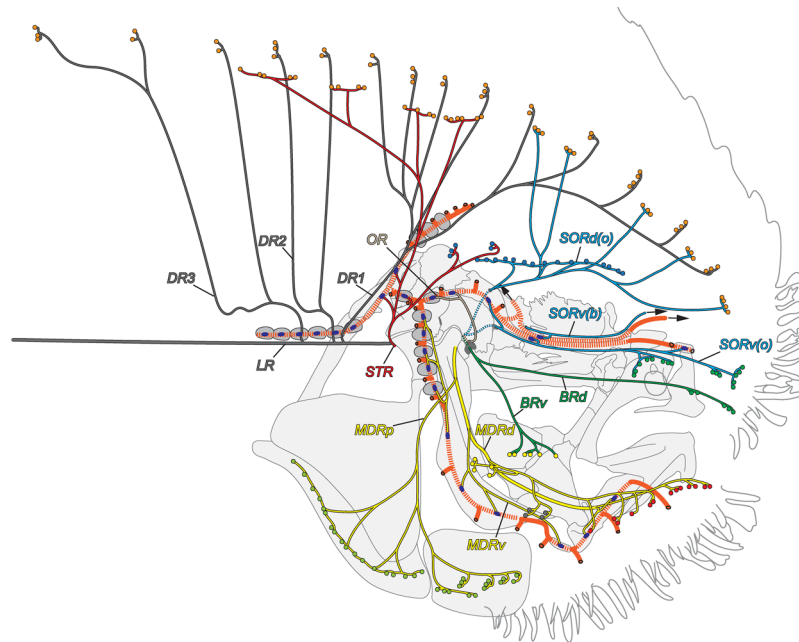 OR
SORd(o)
DR2
DR3
DR1
SORv(b)
SORv(o)
LR
STR
BRd
BRv
MDRp
MDRd
MDRv